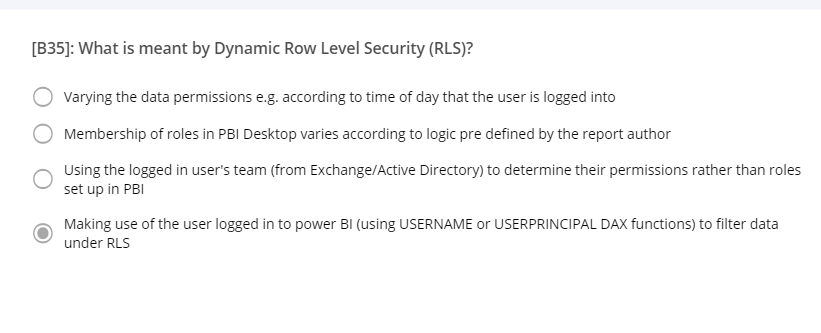 [B35]: What is meant by Dynamic Row Level Security (RLS)?
Varying the data permissions e.g. according to time of day that the user is logged into
Membership of roles in PBI Desktop varies according to logic pre defined by the report author
Using the logged in user's team (from Exchange/Active Directory) to determine their permissions rather than roles
set up in PBI
Making use of the user logged in to power BI (using USERNAME or USERPRINCIPAL DAX functions) to filter data
under RLS